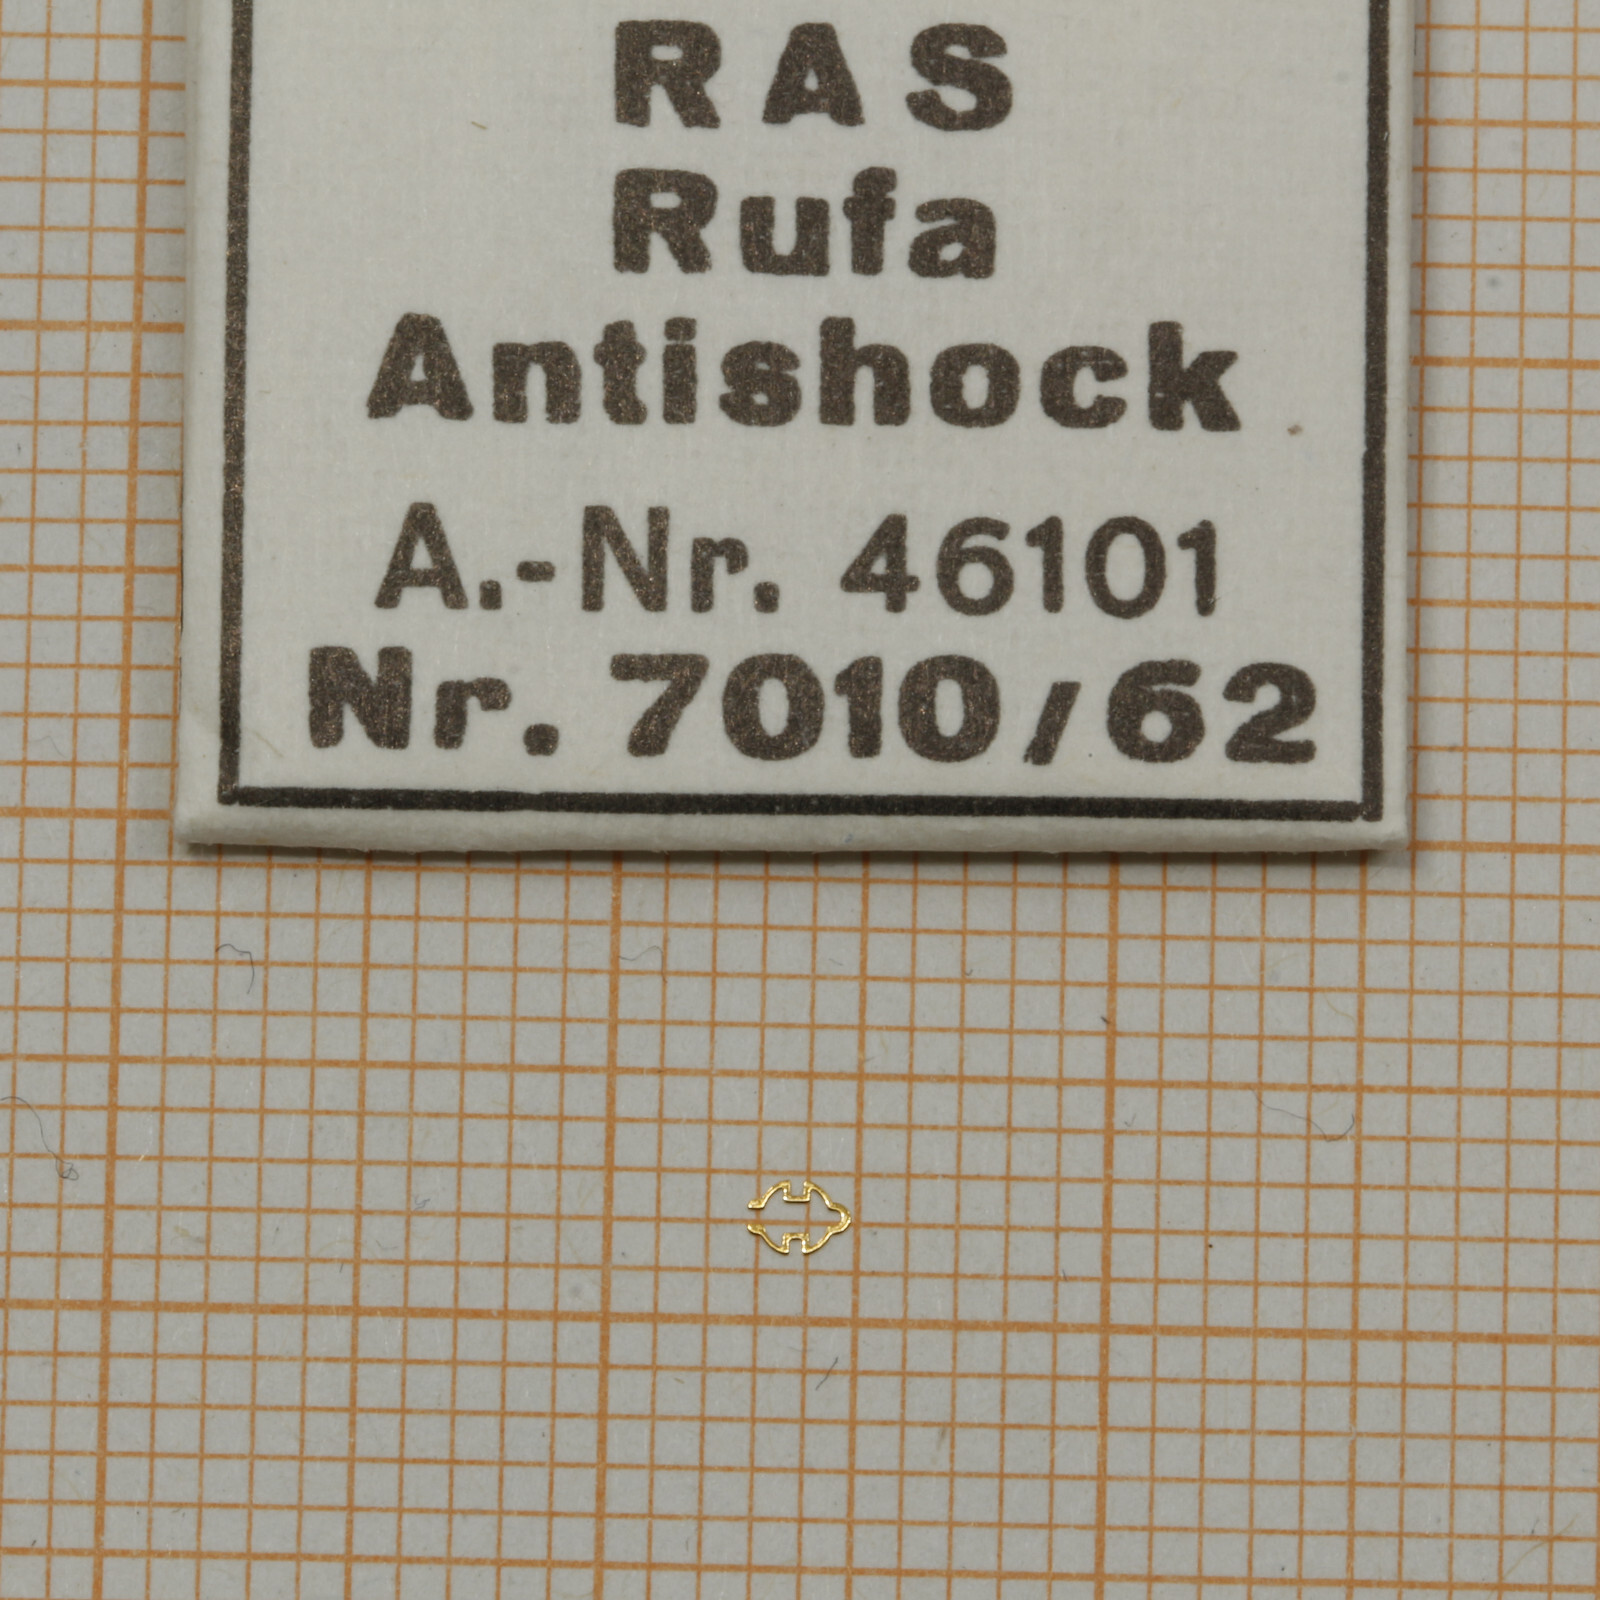 RAS
Rufa
Antishock
A.-Nr. 46101
Nr. 7010/62